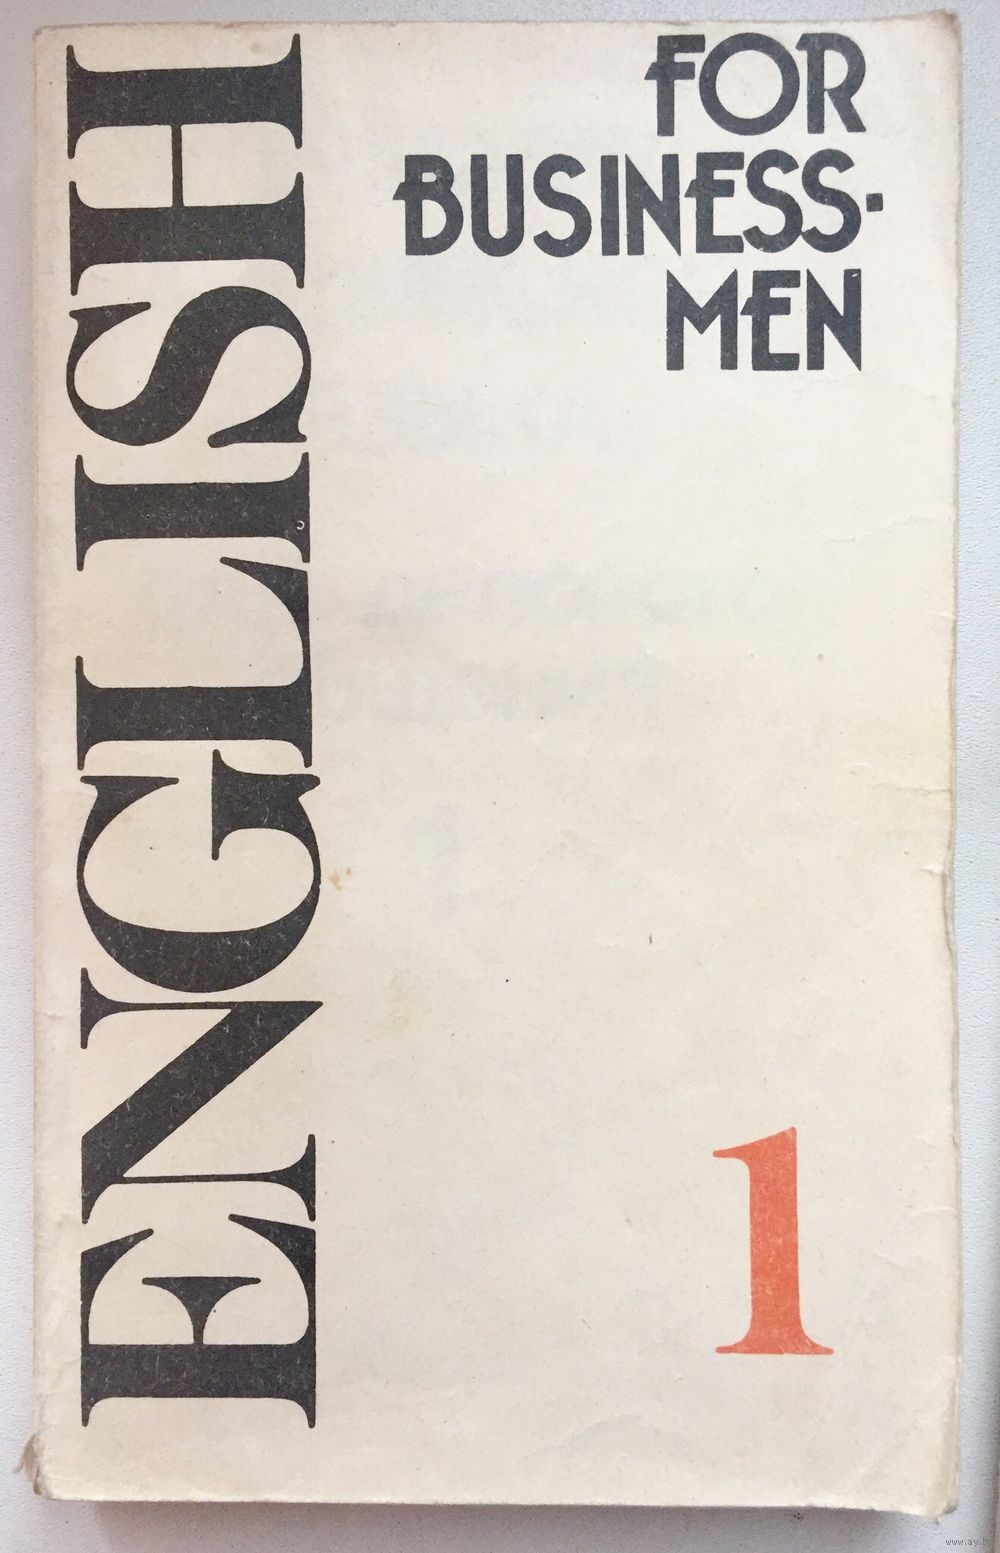 ENGLISH
FOR
BUSINESS-
MEN
1